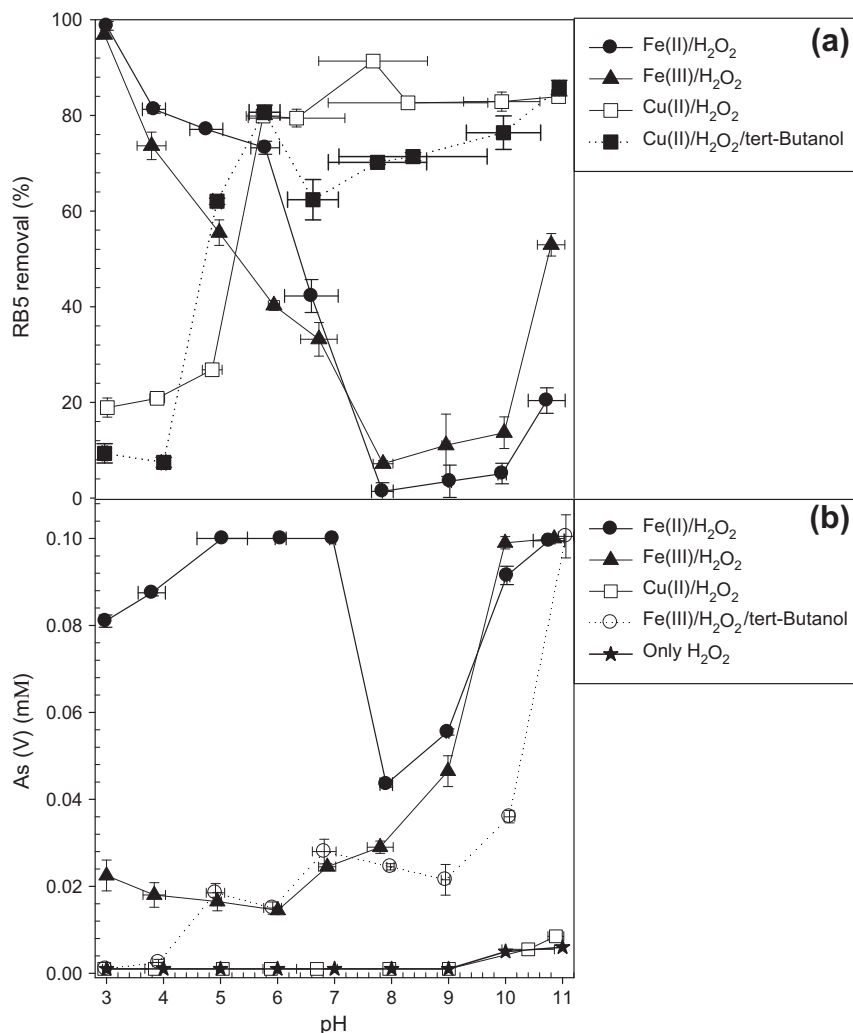 (a)
Fe(II)/H₂O₂
Fe(III)/H₂O₂
Cu(II)/H₂O₂
Cu(II)/H₂O₂/tert-Butanol
RB5 removal (%)
100
80
60
40
20
0
(b)
Fe(II)/H₂O₂
Fe(III)/H₂O₂
Cu(II)/H₂O₂
Fe(III)/H₂O₂/tert-Butanol
Only H₂O₂
As (V) (mM)
0.10
0.08
0.06
0.04
0.02
0.00
3 4 5 6 7 8 9 10 11
pH